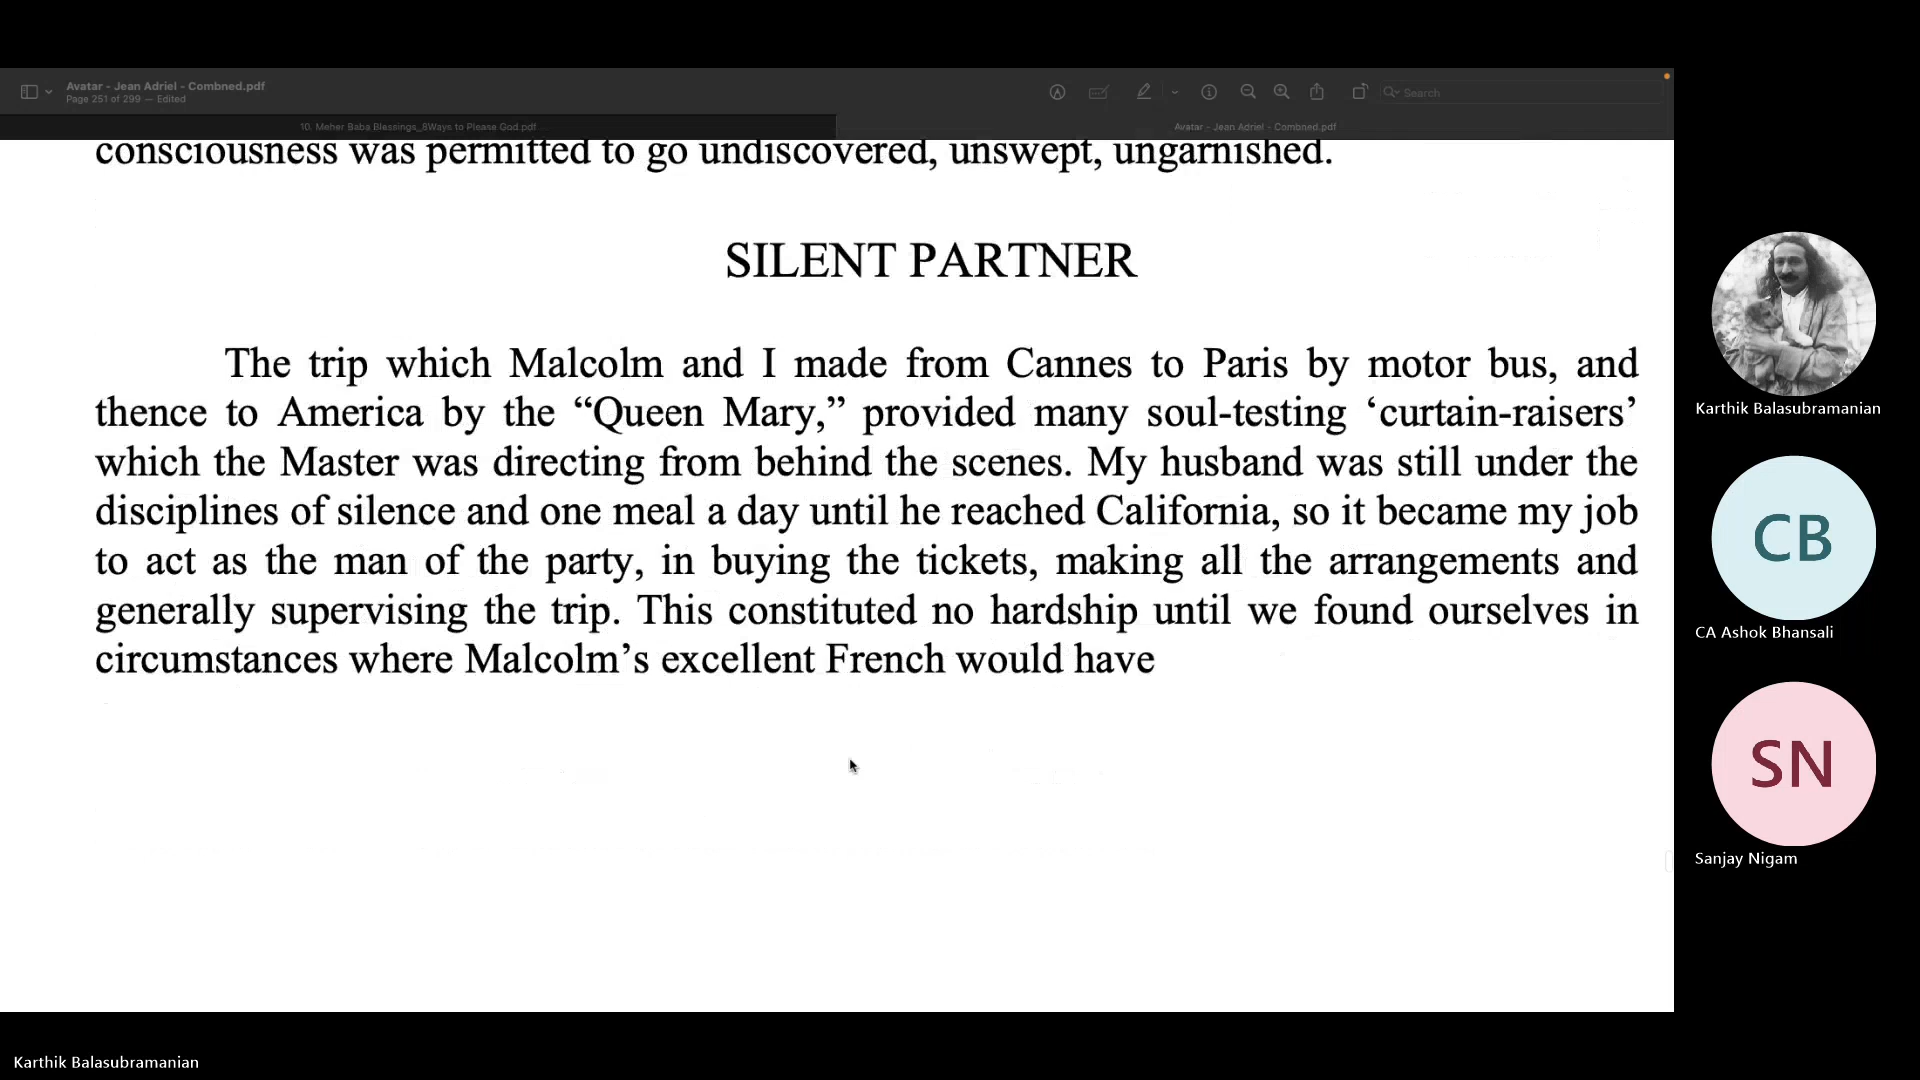 Avatar - Jean Adriel - Combned.pdf
Page 251 of 299 — Edited
Search
10. Meher Baba Blessings_8Ways to Please God.pdf
Avatar - Jean Adriel - Combned.pdf
consciousness was permitted to go undiscovered, unswept, ungarnished.
SILENT PARTNER
The trip which Malcolm and I made from Cannes to Paris by motor bus, and
thence to America by the “Queen Mary,” provided many soul-testing ‘curtain-raisers’
which the Master was directing from behind the scenes. My husband was still under the
disciplines of silence and one meal a day until he reached California, so it became my job
to act as the man of the party, in buying the tickets, making all the arrangements and
generally supervising the trip. This constituted no hardship until we found ourselves in
circumstances where Malcolm’s excellent French would have
Karthik Balasubramanian
CB
CA Ashok Bhansali
SN
Sanjay Nigam
Karthik Balasubramanian